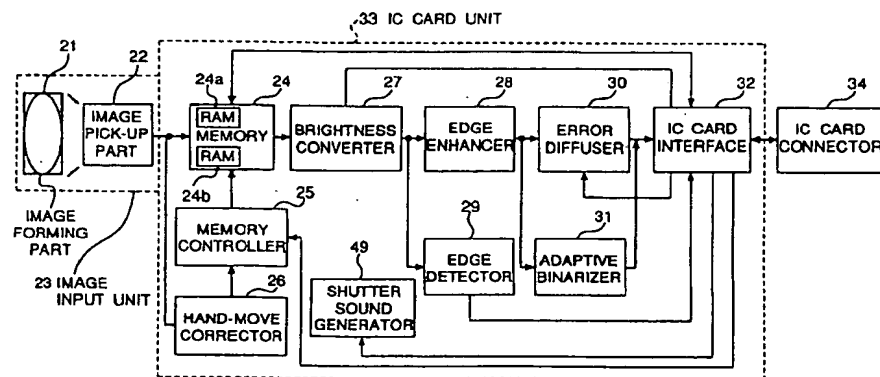 33 IC CARD UNIT
21
22
24a
24
27
28
30
32
34
IMAGE
PICK-UP
PART
RAM
MEMORY
RAM
BRIGHTNESS
CONVERTER
EDGE
ENHANCER
ERROR
DIFFUSER
IC CARD
INTERFACE
IC CARD
CONNECTOR
24b
25
IMAGE
FORMING PART
MEMORY
CONTROLLER
29
EDGE
DETECTOR
31
ADAPTIVE
BINARIZER
49
SHUTTER
SOUND
GENERATOR
23 IMAGE
INPUT UNIT
26
HAND-MOVE
CORRECTOR